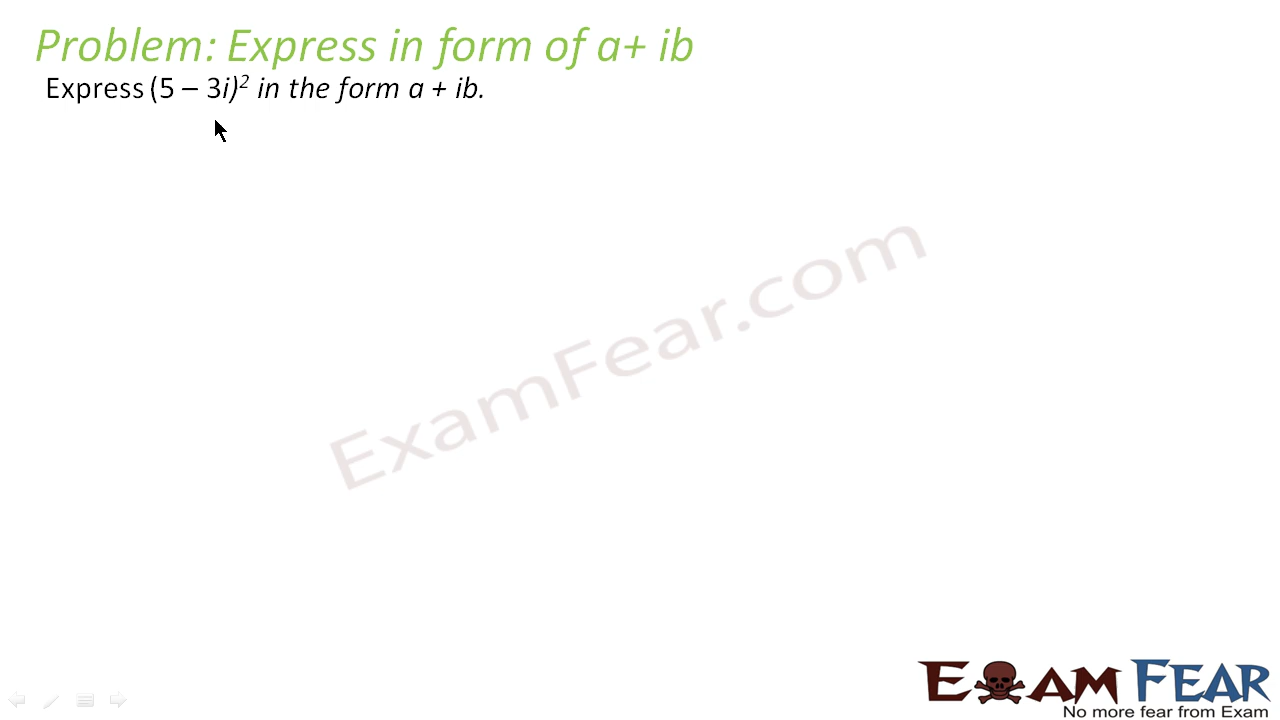 Problem: Express in form of a+ ib
Express (5 – 3i)² in the form a + ib.
ExamFear.com
EXAM FEAR
No more fear from Exam